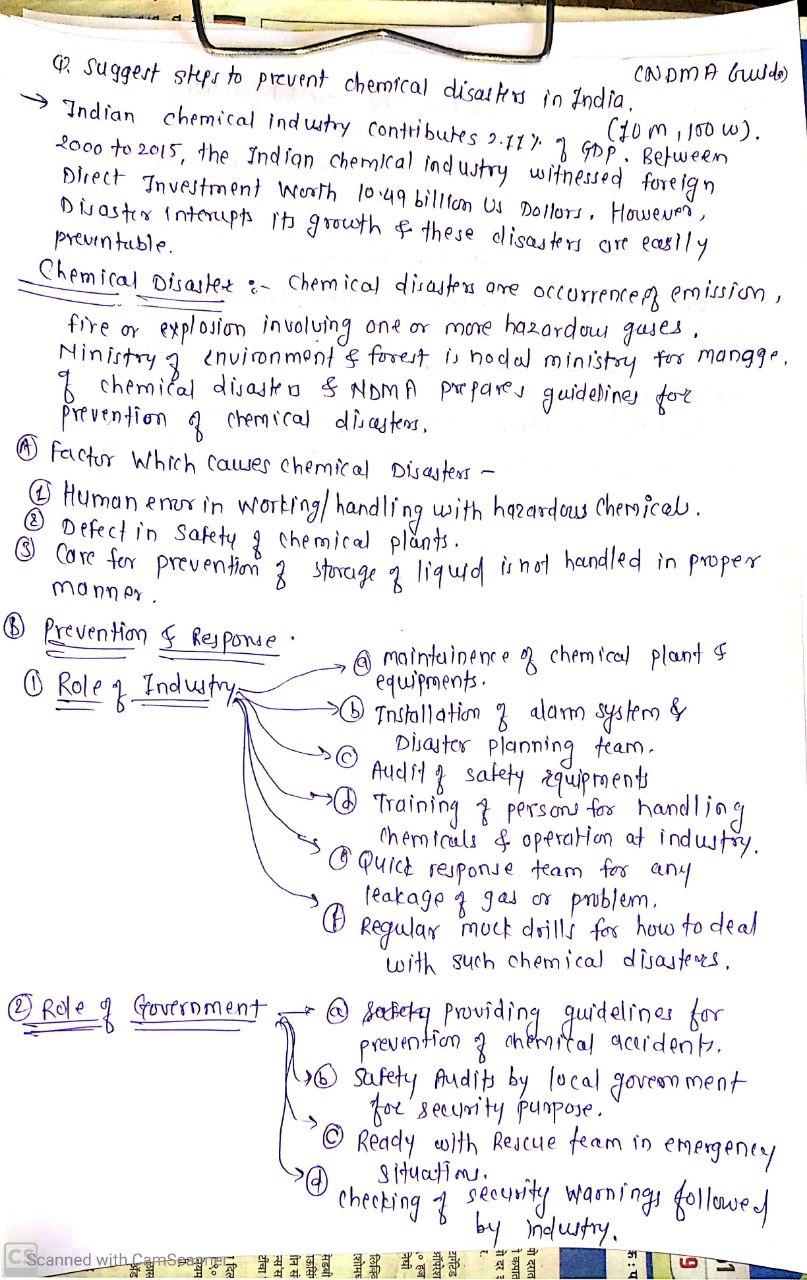 Q. Suggest steps to prevent chemical disasters in India. (NDMA Guide)
(10 m, 100 w).
→ Indian chemical industry contributes 2.11% of GDP. Between
2000 to 2015, the Indian chemical industry witnessed foreign
Direct Investment worth 10.49 billion US Dollors. However,
Disaster interupts its growth & these disasters are easily
preventable.
Chemical Disaster :- Chemical disasters are occurrence of emission,
fire or explosion involving one or more hazardous gases.
Ministry of environment & forest is nodal ministry for manage.
of chemical disasters & NDMA prepares guidelines for
prevention of chemical disasters.
Ⓐ Factor which causes chemical Disasters -
① Human error in working/handling with hazardous chemical.
② Defect in safety of chemical plants.
③ Care for prevention of storage of liquid is not handled in proper
manner.
Ⓑ Prevention & Response.
① Role of Industry
→ ⓐ maintainence of chemical plant &
equipments.
→ ⓑ Installation of alarm system &
Disaster planning team.
→ ⓒ Audit of safety equipments
→ ⓓ Training of persons for handling
chemicals & operation at industry.
→ ⓔ Quick response team for any
leakage of gas or problem.
→ ⓕ Regular mock drills for how to deal
with such chemical disasters.
② Role of Government → ⓐ safety providing guidelines for
prevention of chemical accidents.
→ ⓑ Safety Audits by local government
for security purpose.
→ ⓒ Ready with Rescue team in emergency
situations.
→ ⓓ checking of security warnings followed
by industry.
CS Scanned with CamScanner